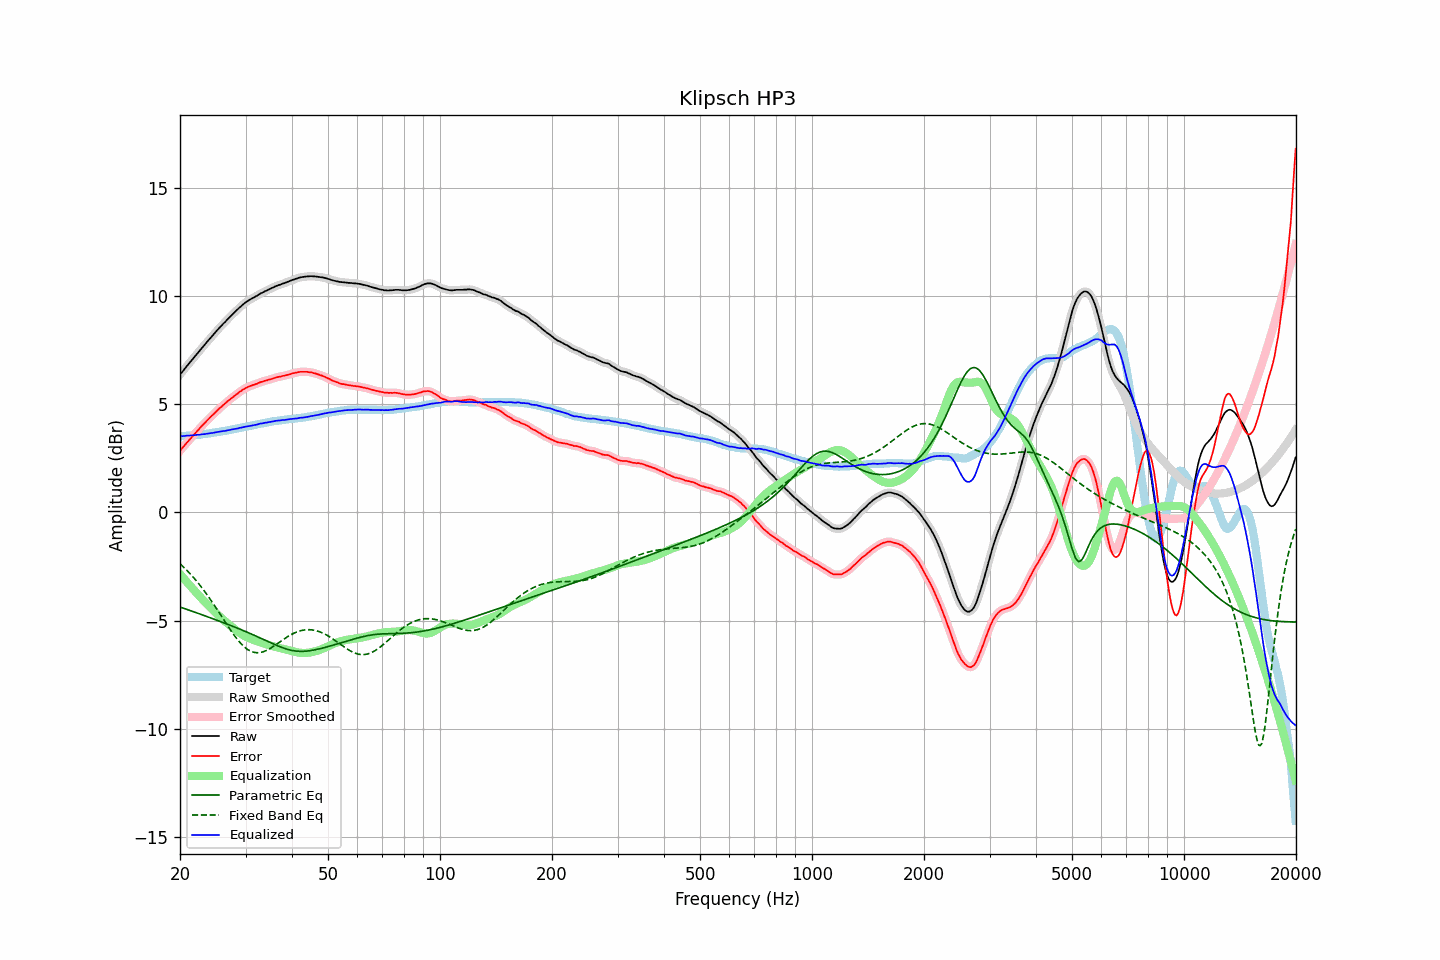 Klipsch HP3
Amplitude (dBr)
15
10
5
0
−5
−10
−15
Target
Raw Smoothed
Error Smoothed
Raw
Error
Equalization
Parametric Eq
Fixed Band Eq
Equalized
20 50 100 200 500 1000 2000 5000 10000 20000
Frequency (Hz)